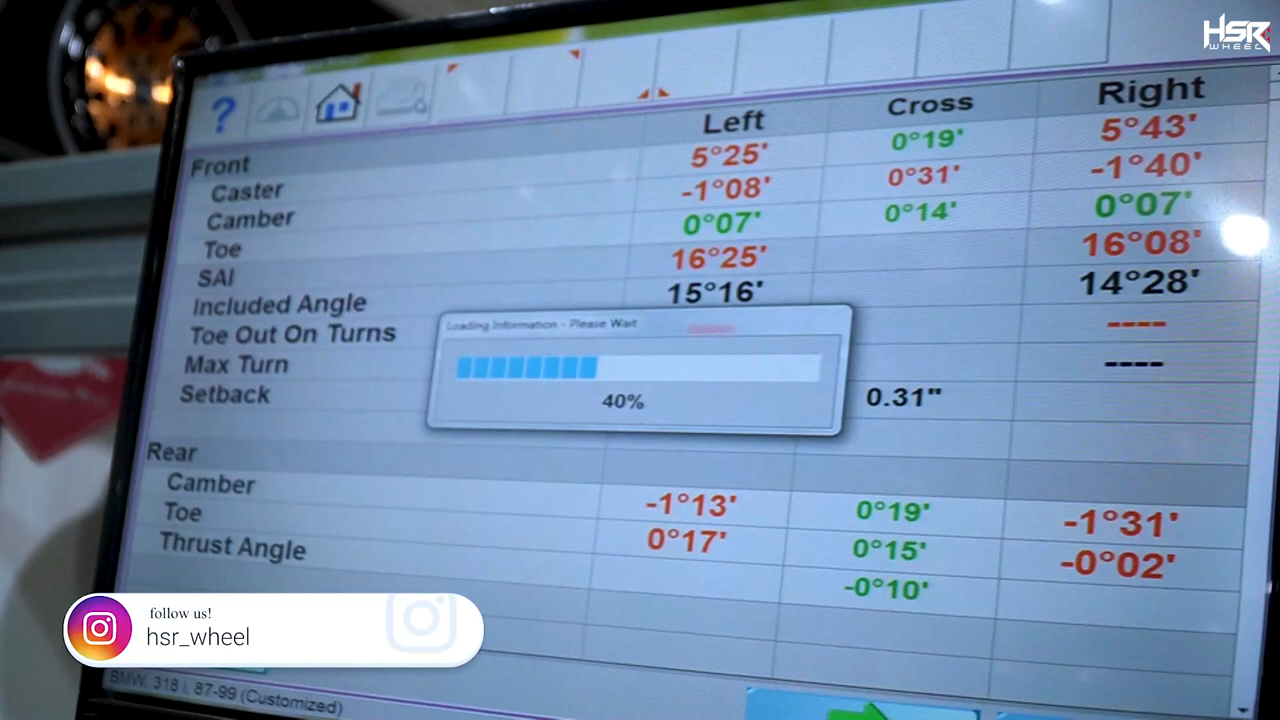 HSR
WHEEL
?
Left Cross Right
Front
Caster 5°25' 0°19' 5°43'
Camber -1°08' 0°31' -1°40'
Toe 0°07' 0°14' 0°07'
SAI 16°25' 16°08'
Included Angle 15°16' 14°28'
Toe Out On Turns ----
Max Turn ----
Setback 0.31"
Loading Information - Please Wait
40%
Rear
Camber -1°13' 0°19' -1°31'
Toe 0°17' 0°15' -0°02'
Thrust Angle -0°10'
follow us!
hsr_wheel
BMW, 318 i, 87-99 (Customized)